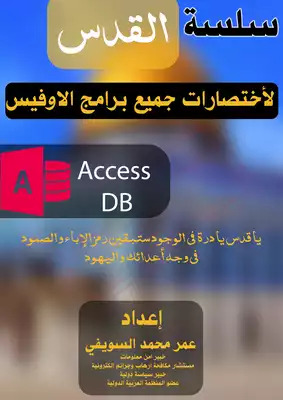 سلسة القدس
لأختصارات جميع برامج الاوفيس
A
Access
DB
يا قدس يا درة في الوجود ستبقين رمز الإباء والصمود
في وجه أعدائك واليهود
إعداد
عمر محمد السويفي
خبير امن معلومات
مستشار مكافحة ارهاب وجرائم الكترونية
خبير سياسة دولية
عضو المنظمة العربية الدولية